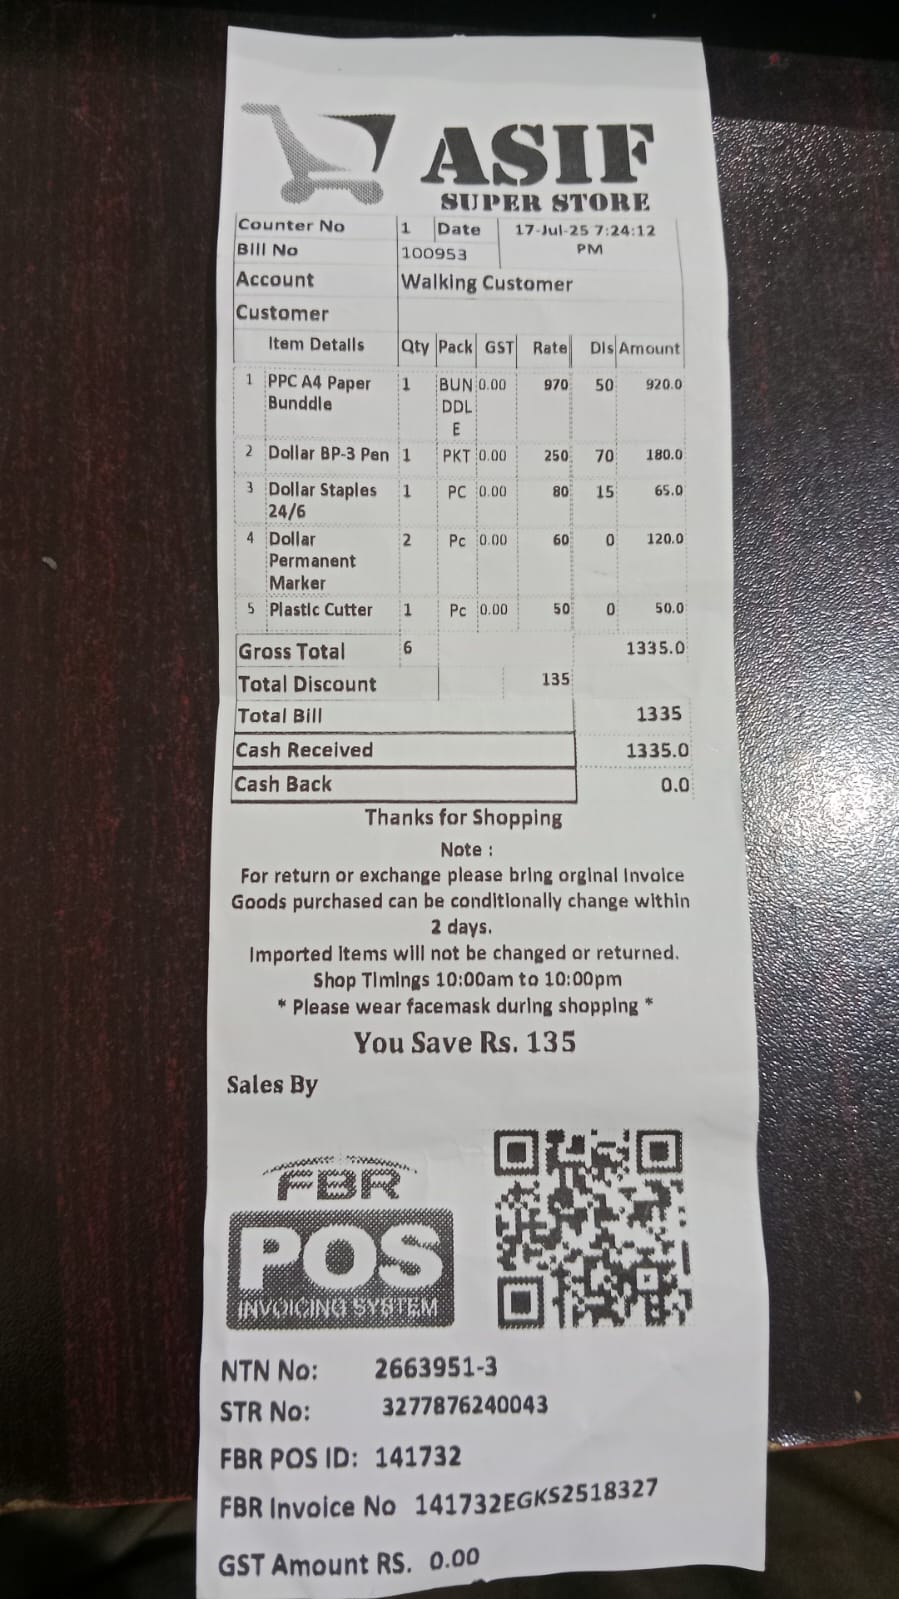 ASIF
SUPER STORE
Counter No 1 Date 17-Jul-25 7:24:12
Bill No 100953 PM
Account Walking Customer
Customer
Item Details Qty Pack GST Rate Dis Amount
1 PPC A4 Paper 1 BUN 0.00 970 50 920.0
Bunddle DDL
E
2 Dollar BP-3 Pen 1 PKT 0.00 250 70 180.0
3 Dollar Staples 1 PC 0.00 80 15 65.0
24/6
4 Dollar 2 Pc 0.00 60 0 120.0
Permanent
Marker
5 Plastic Cutter 1 Pc 0.00 50 0 50.0
Gross Total 6 1335.0
Total Discount 135
Total Bill 1335
Cash Received 1335.0
Cash Back 0.0
Thanks for Shopping
Note :
For return or exchange please bring orginal Invoice
Goods purchased can be conditionally change within
2 days.
Imported Items will not be changed or returned.
Shop Timings 10:00am to 10:00pm
* Please wear facemask during shopping *
You Save Rs. 135
Sales By
FBR
POS
INVOICING SYSTEM
NTN No: 2663951-3
STR No: 3277876240043
FBR POS ID: 141732
FBR Invoice No 141732EGKS2518327
GST Amount RS. 0.00